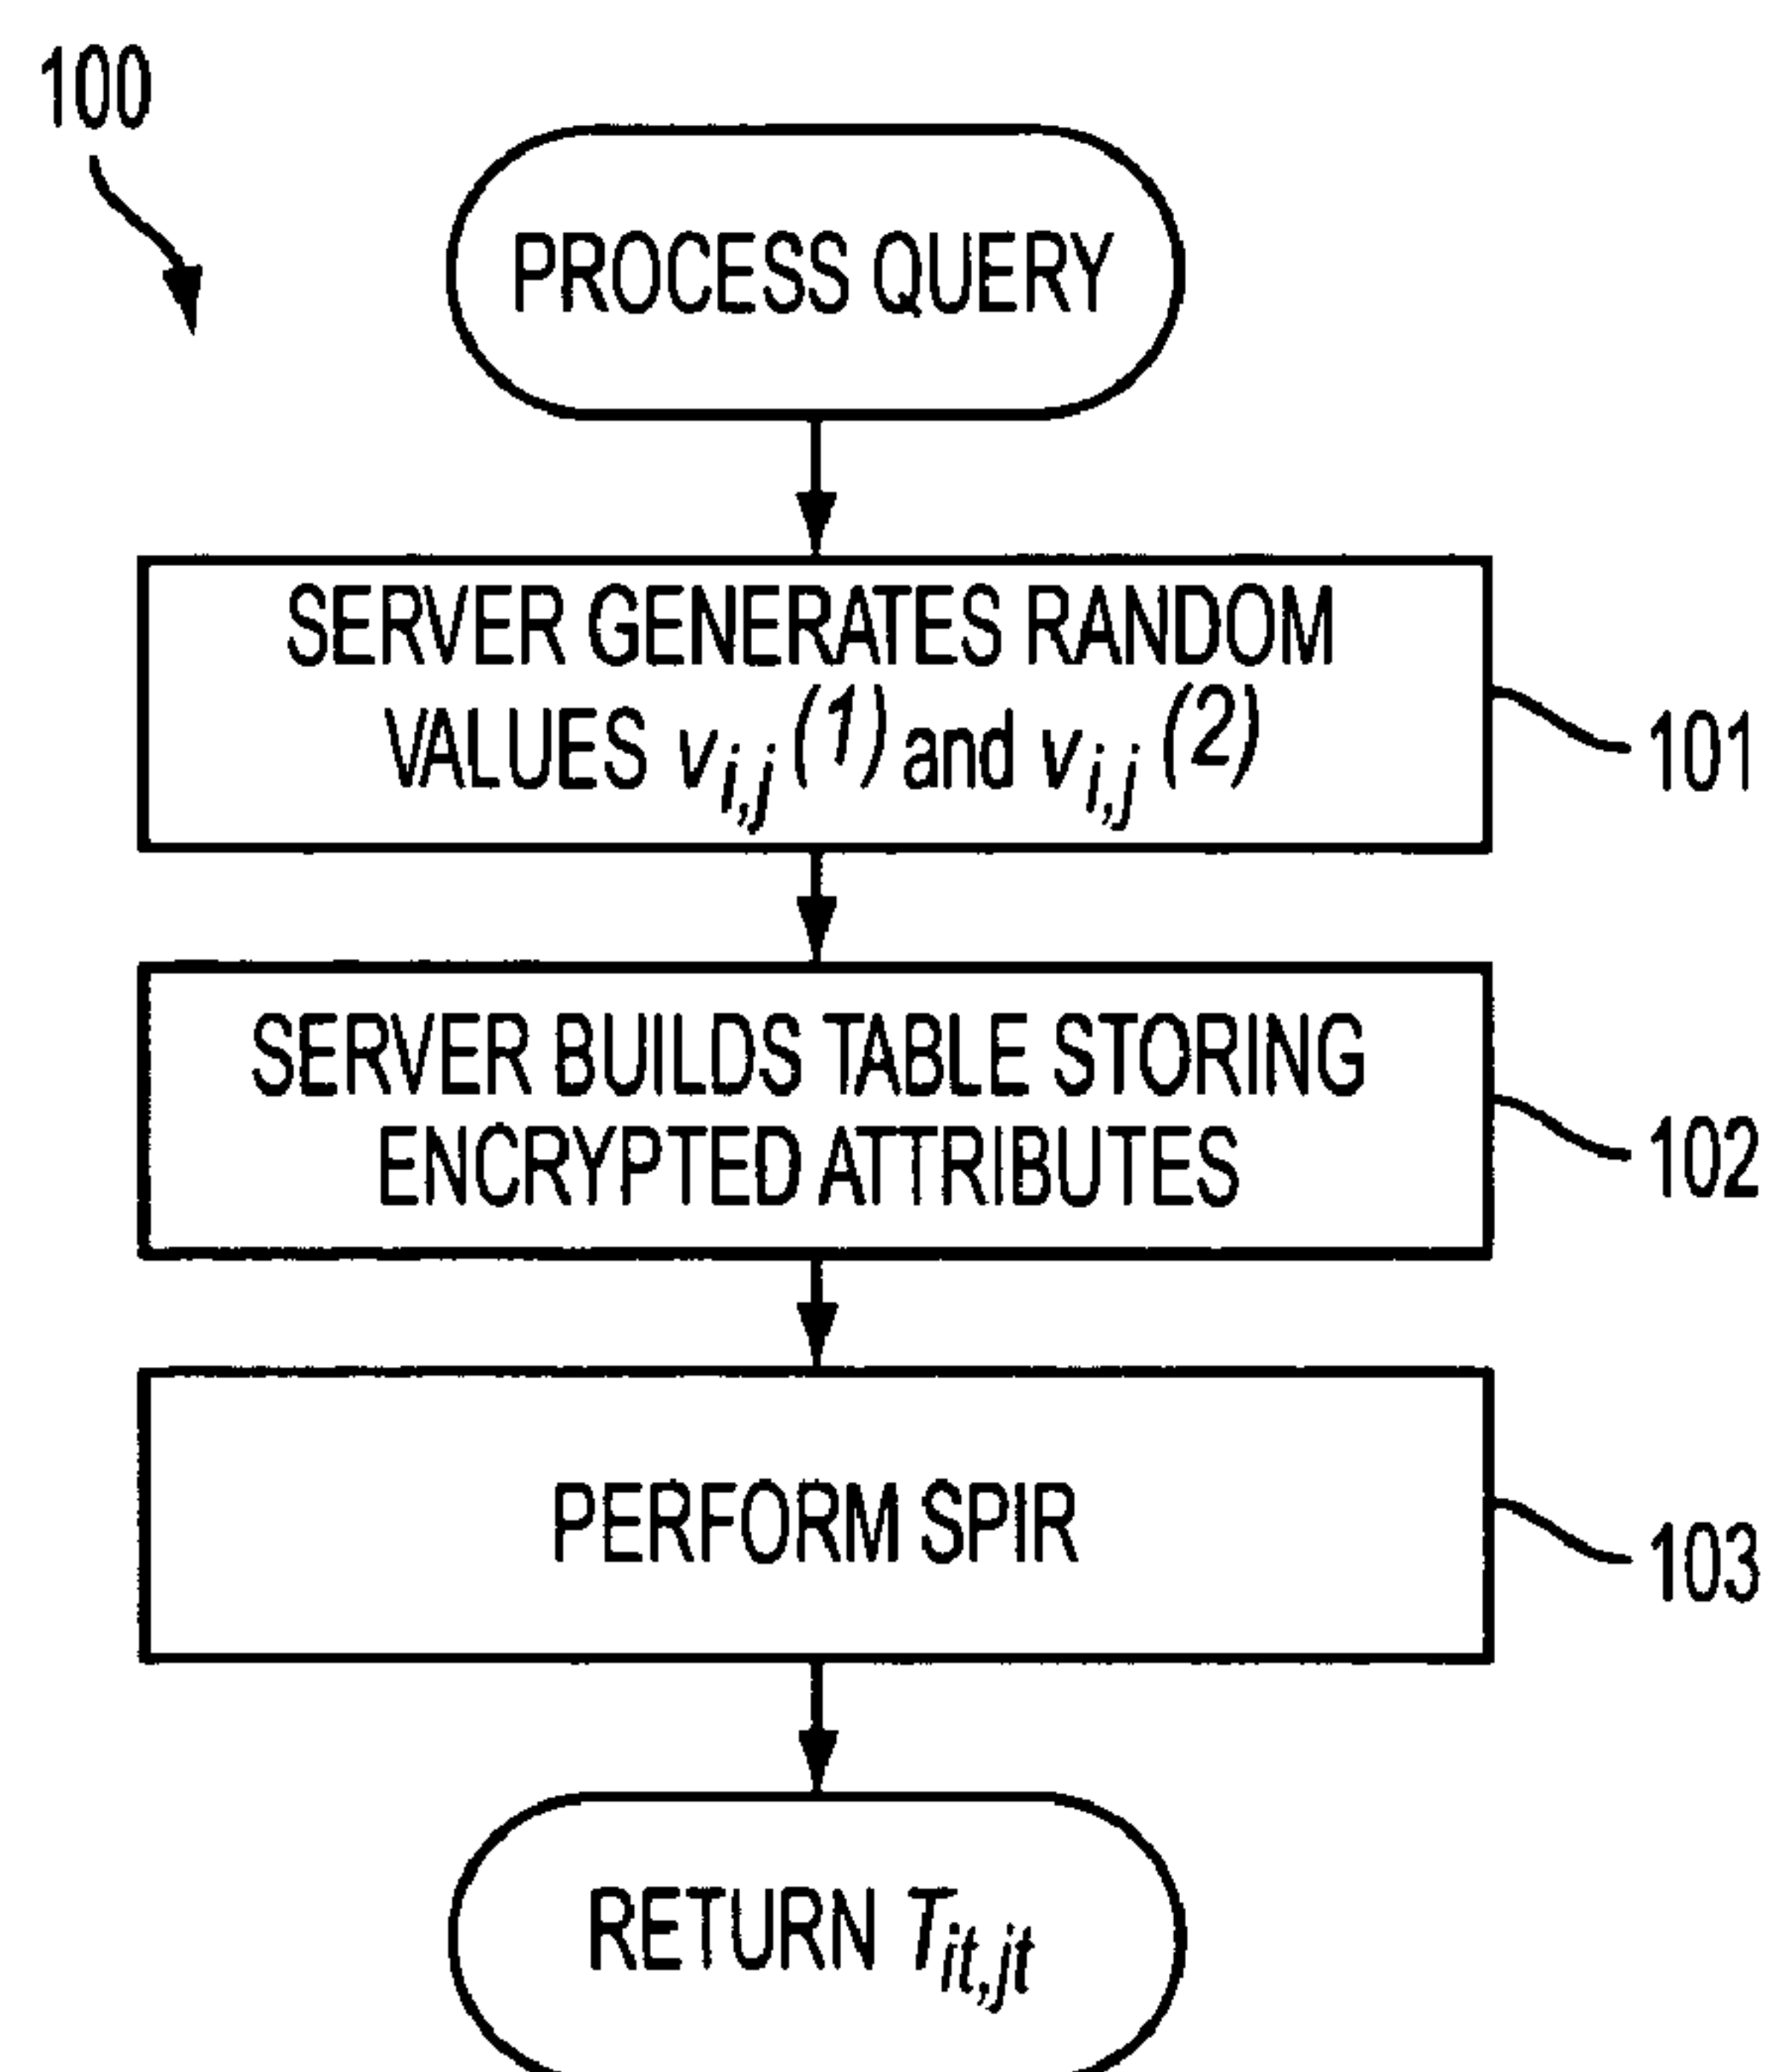 100
PROCESS QUERY
SERVER GENERATES RANDOM
VALUES v_{i,j}^{(1)} and v_{i,j}^{(2)}
101
SERVER BUILDS TABLE STORING
ENCRYPTED ATTRIBUTES
102
PERFORM SPIR
103
RETURN T_{it,jt}